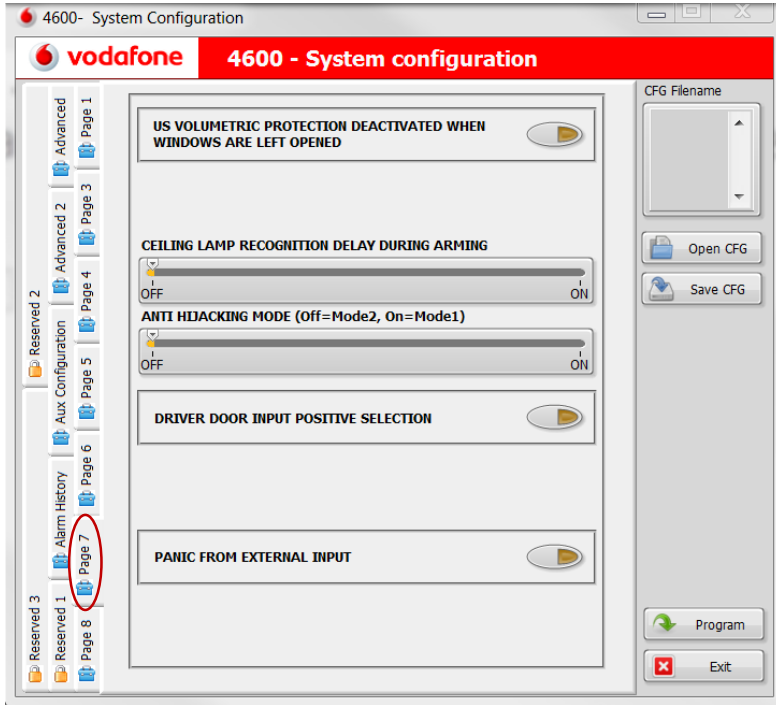 4600- System Configuration
vodafone
4600 - System configuration
Advanced
Page 1
Advanced 2
Page 3
Reserved 2
Page 4
Aux Configuration
Page 5
Alarm History
Page 6
Page 7
Reserved 3
Reserved 1
Page 8
US VOLUMETRIC PROTECTION DEACTIVATED WHEN
WINDOWS ARE LEFT OPENED
CEILING LAMP RECOGNITION DELAY DURING ARMING
OFF ON
ANTI HIJACKING MODE (Off=Mode2, On=Mode1)
OFF ON
DRIVER DOOR INPUT POSITIVE SELECTION
PANIC FROM EXTERNAL INPUT
CFG Filename
Open CFG
Save CFG
Program
Exit